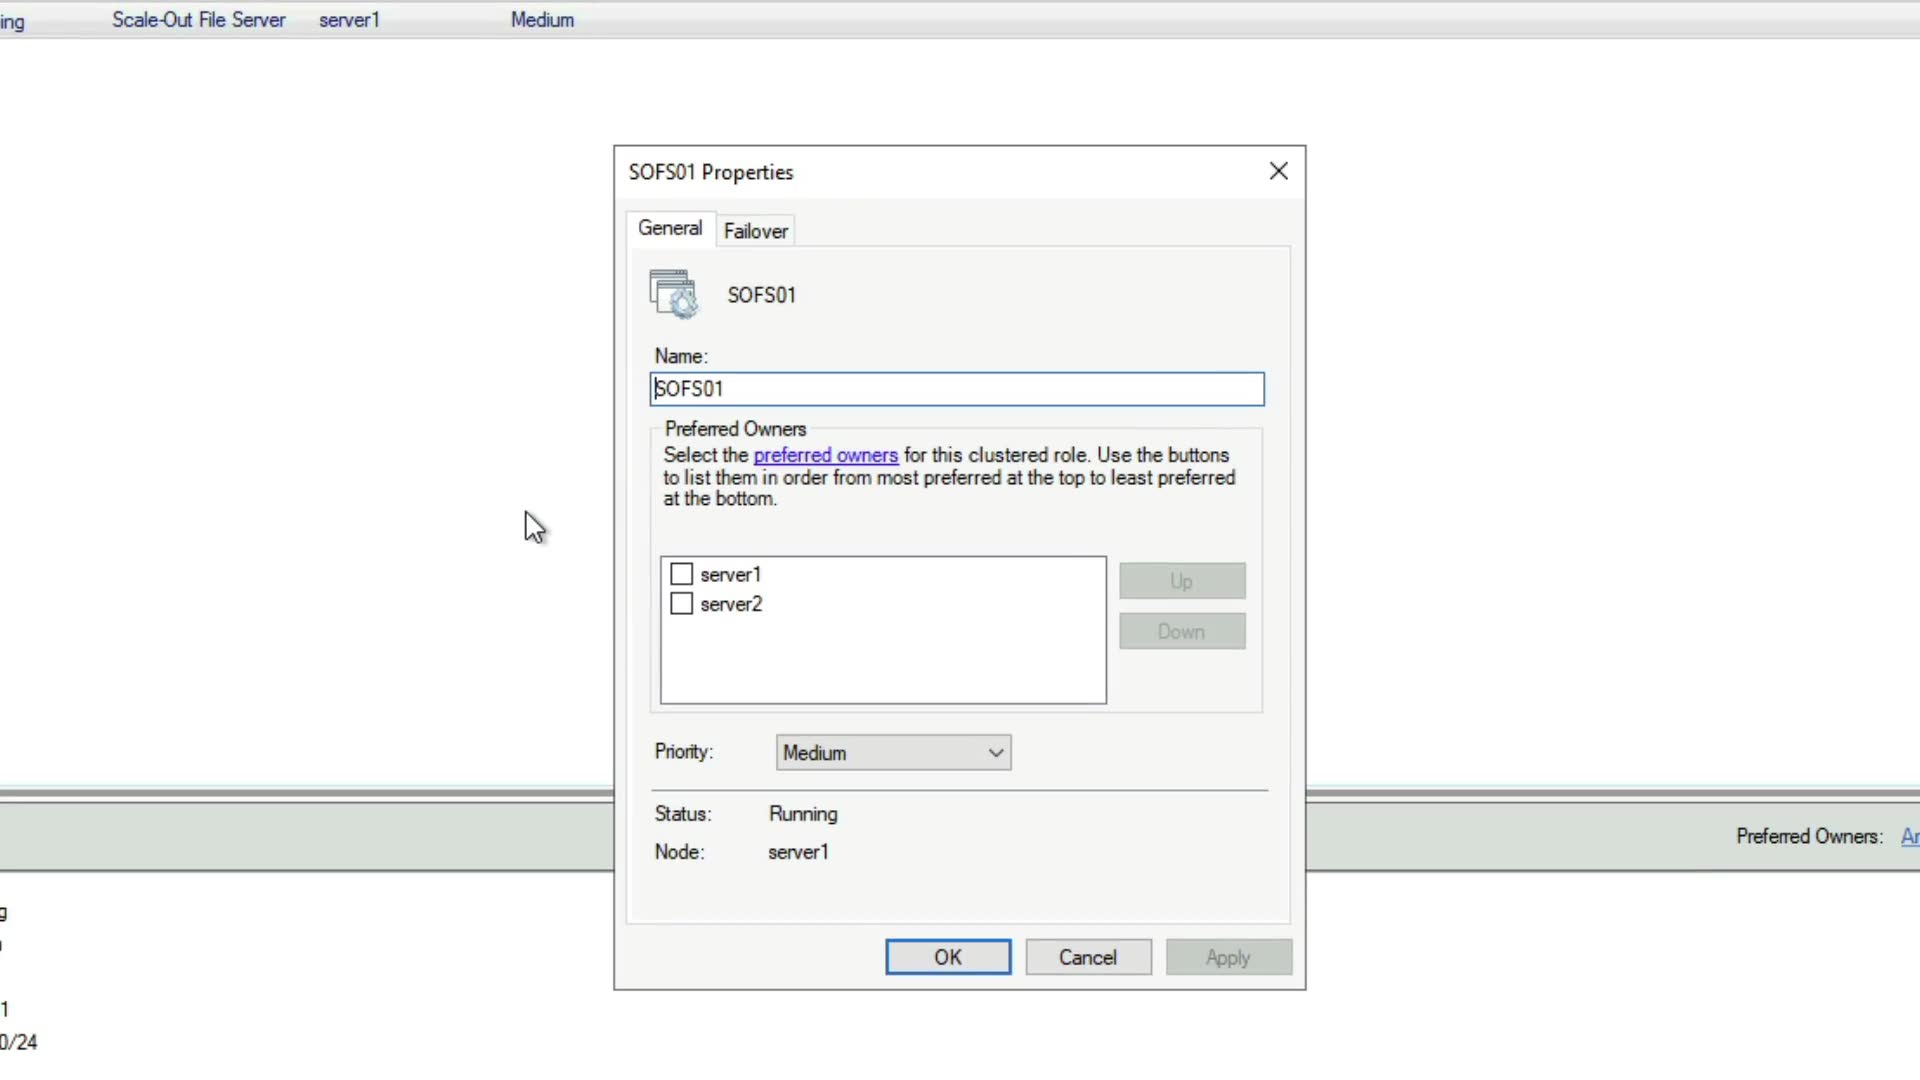 ing Scale-Out File Server server1 Medium
SOFS01 Properties
General Failover
SOFS01
Name:
SOFS01
Preferred Owners
Select the preferred owners for this clustered role. Use the buttons
to list them in order from most preferred at the top to least preferred
at the bottom.
server1
server2
Up
Down
Priority: Medium
Status: Running
Node: server1
Preferred Owners:
g
1
0/24
OK Cancel Apply